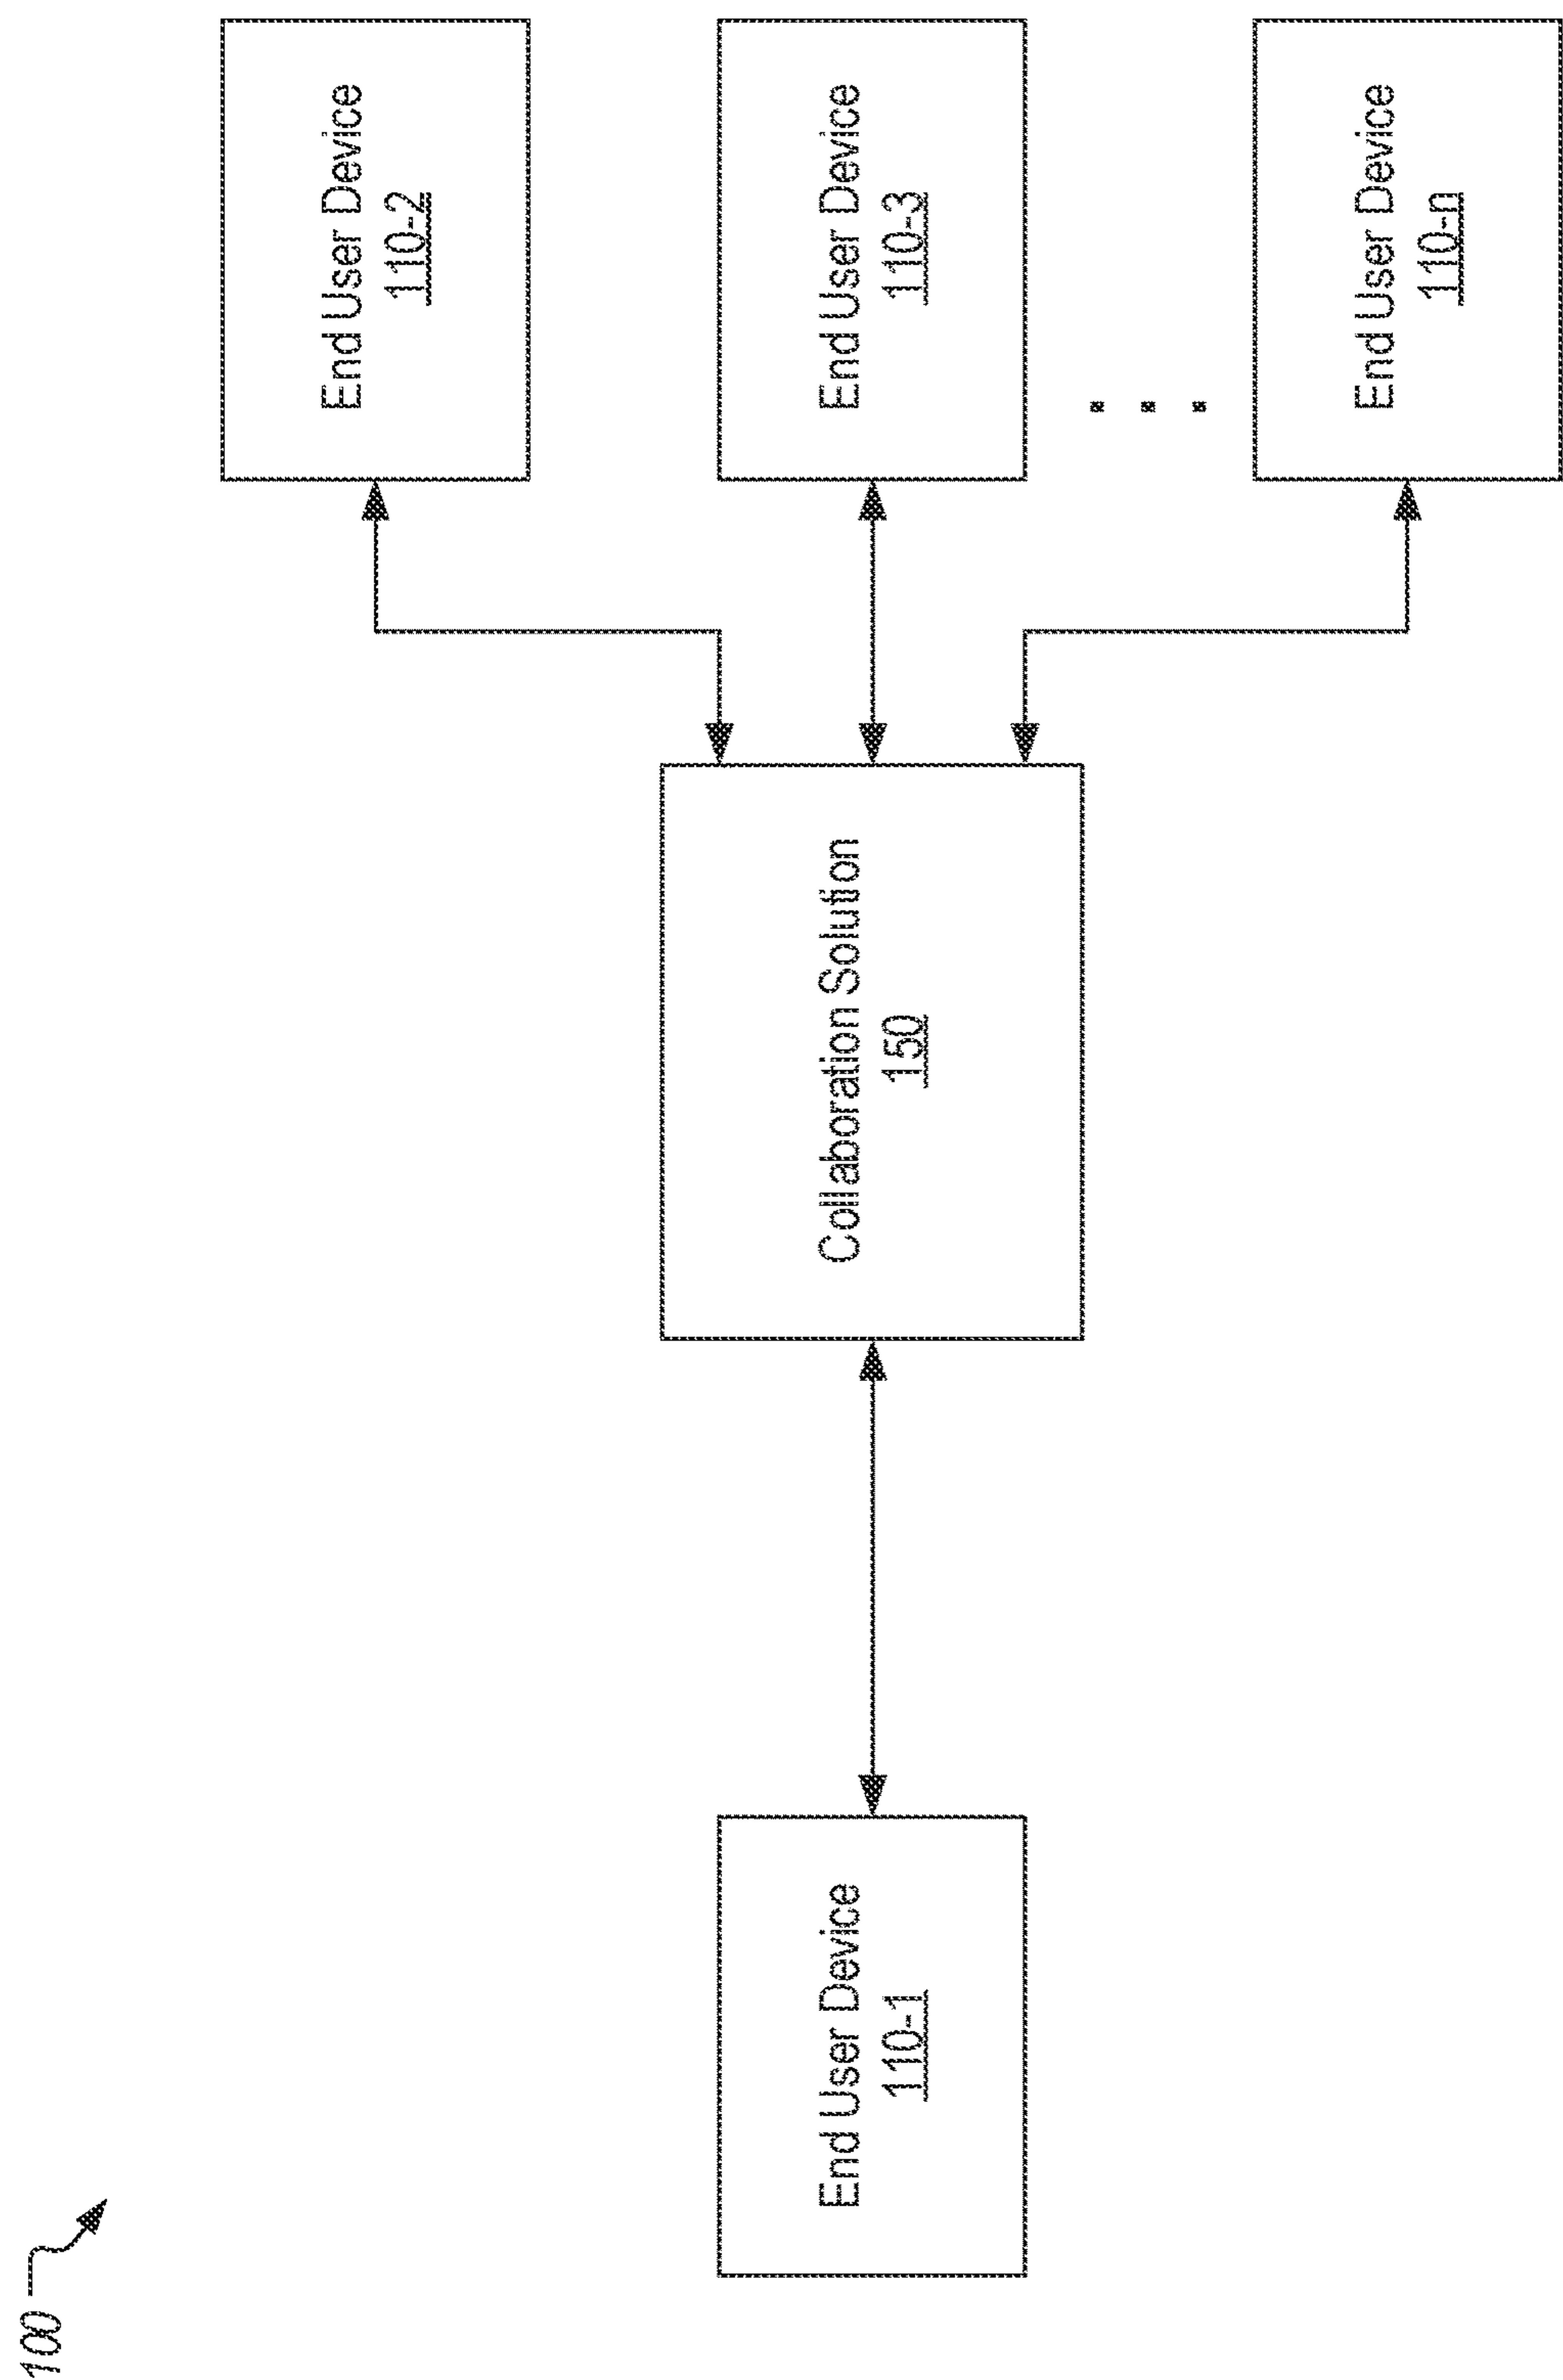 100
End User Device
110-1
Collaboration Solution
150
End User Device
110-2
End User Device
110-3
. . .
End User Device
110-n